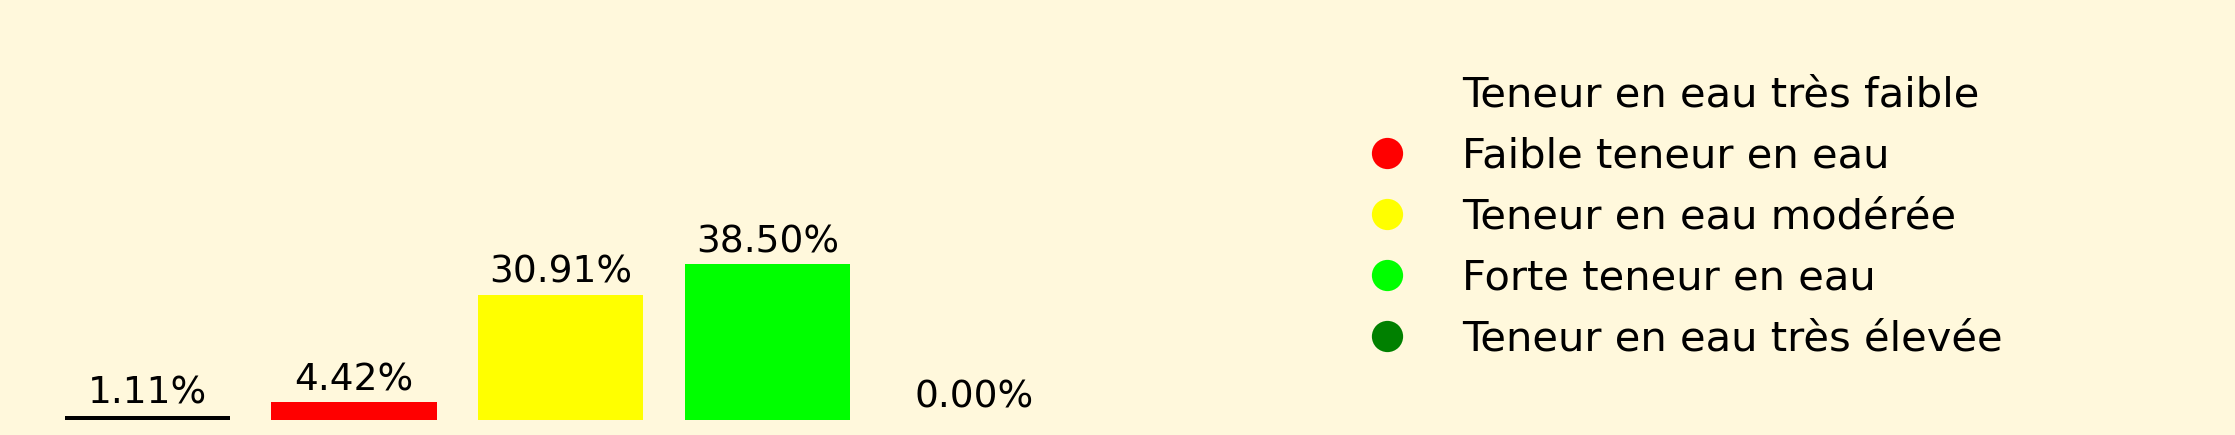 1.11%
4.42%
30.91%
38.50%
0.00%
Teneur en eau très faible
Faible teneur en eau
Teneur en eau modérée
Forte teneur en eau
Teneur en eau très élevée